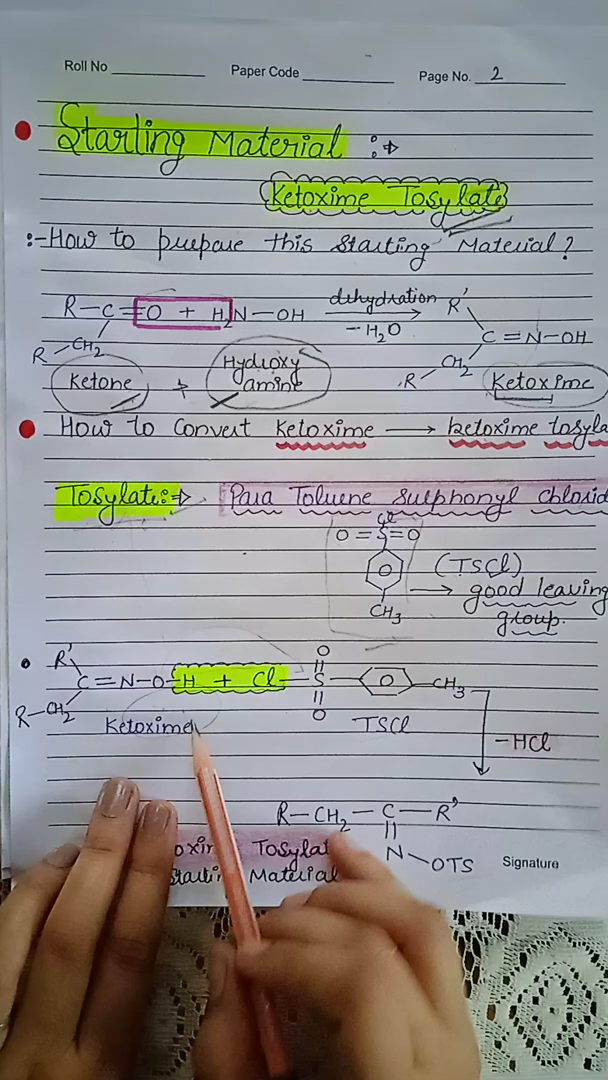 Roll No Paper Code Page No. 2
Starting Material :⇒
Ketoxime Tosylate
:-How to prepare this starting Material?
R-C=O + H2N-OH dehydration -H2O R'
C=N-OH
R-CH2 R-CH2
Ketone + Hydroxy amine Ketoxime
How to convert ketoxime → ketoxime tosyla
Tosylate:⇒ Para Toluene Sulphonyl Chlorid
Cl
O=S=O
(TSCl)
→ good leaving
CH3 group.
R' O
C=N-O-H + Cl-S- -CH3
R-CH2 O
Ketoxime TSCl -HCl
R-CH2-C-R'
N-OTS
Tosylat
Material
Signature